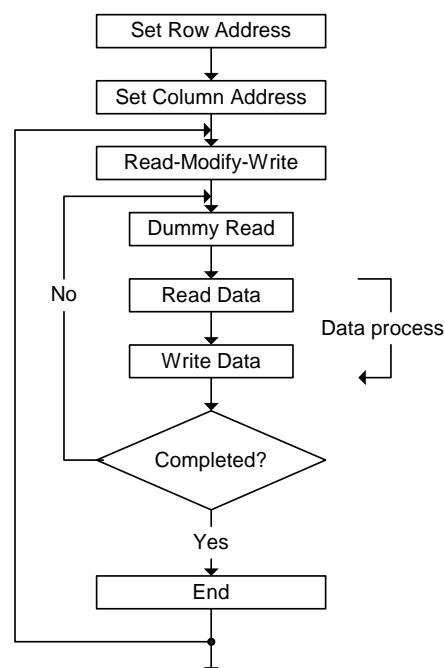 Set Row Address
Set Column Address
Read-Modify-Write
Dummy Read
No
Read Data
Data process
Write Data
Completed?
Yes
End